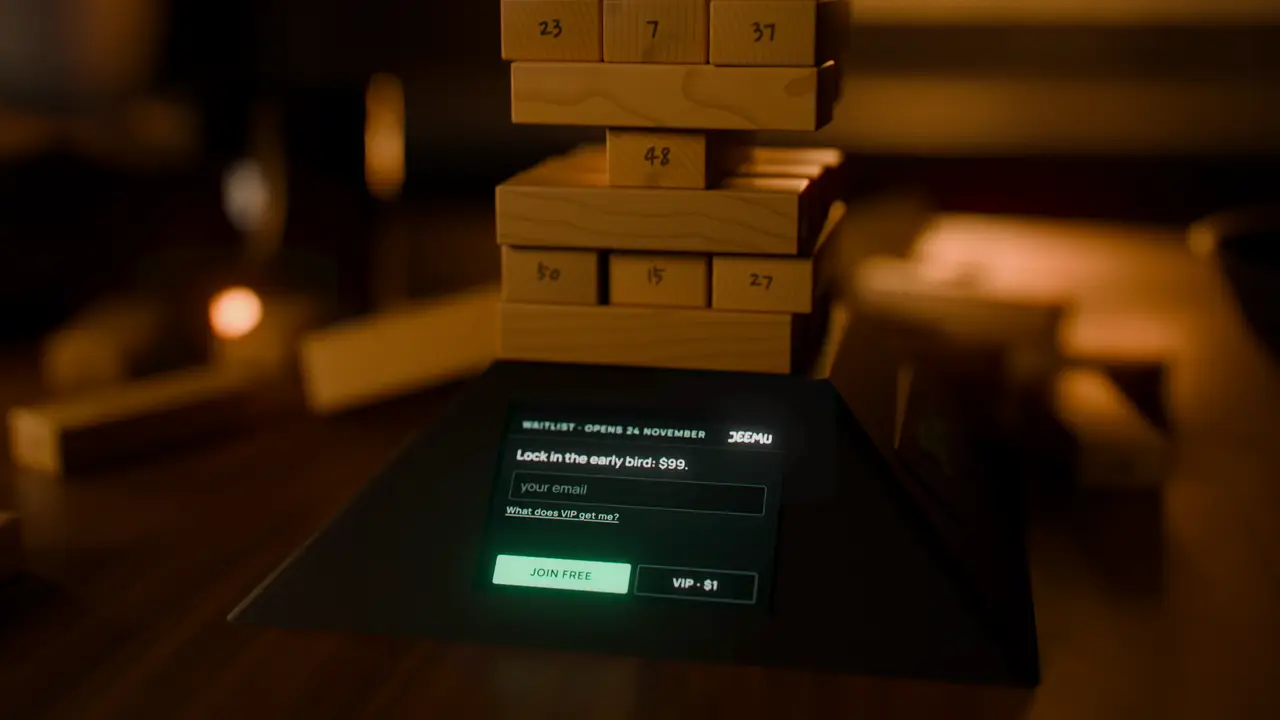 23 7 37
48
50 15 27
WAITLIST · OPENS 24 NOVEMBER JEEMU
Lock in the early bird: $99.
your email
What does VIP get me?
JOIN FREE VIP · $1